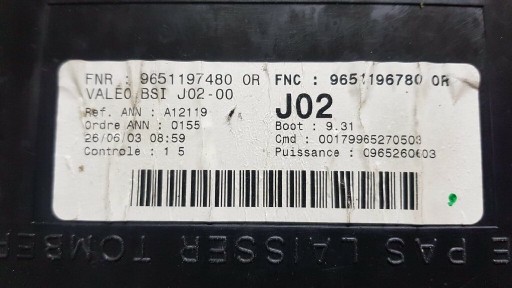 FNR : 9651197480 0R FNC : 9651196780 0R
VALEO BSI J02-00 J02
Ref. ANN : A12119
Ordre ANN : 0155 Boot : 9.31
26/06/03 08:59 Cmd : 00179965270503
Controle : 1 5 Puissance : 0965260603
E PAS LAISSER TOMBER